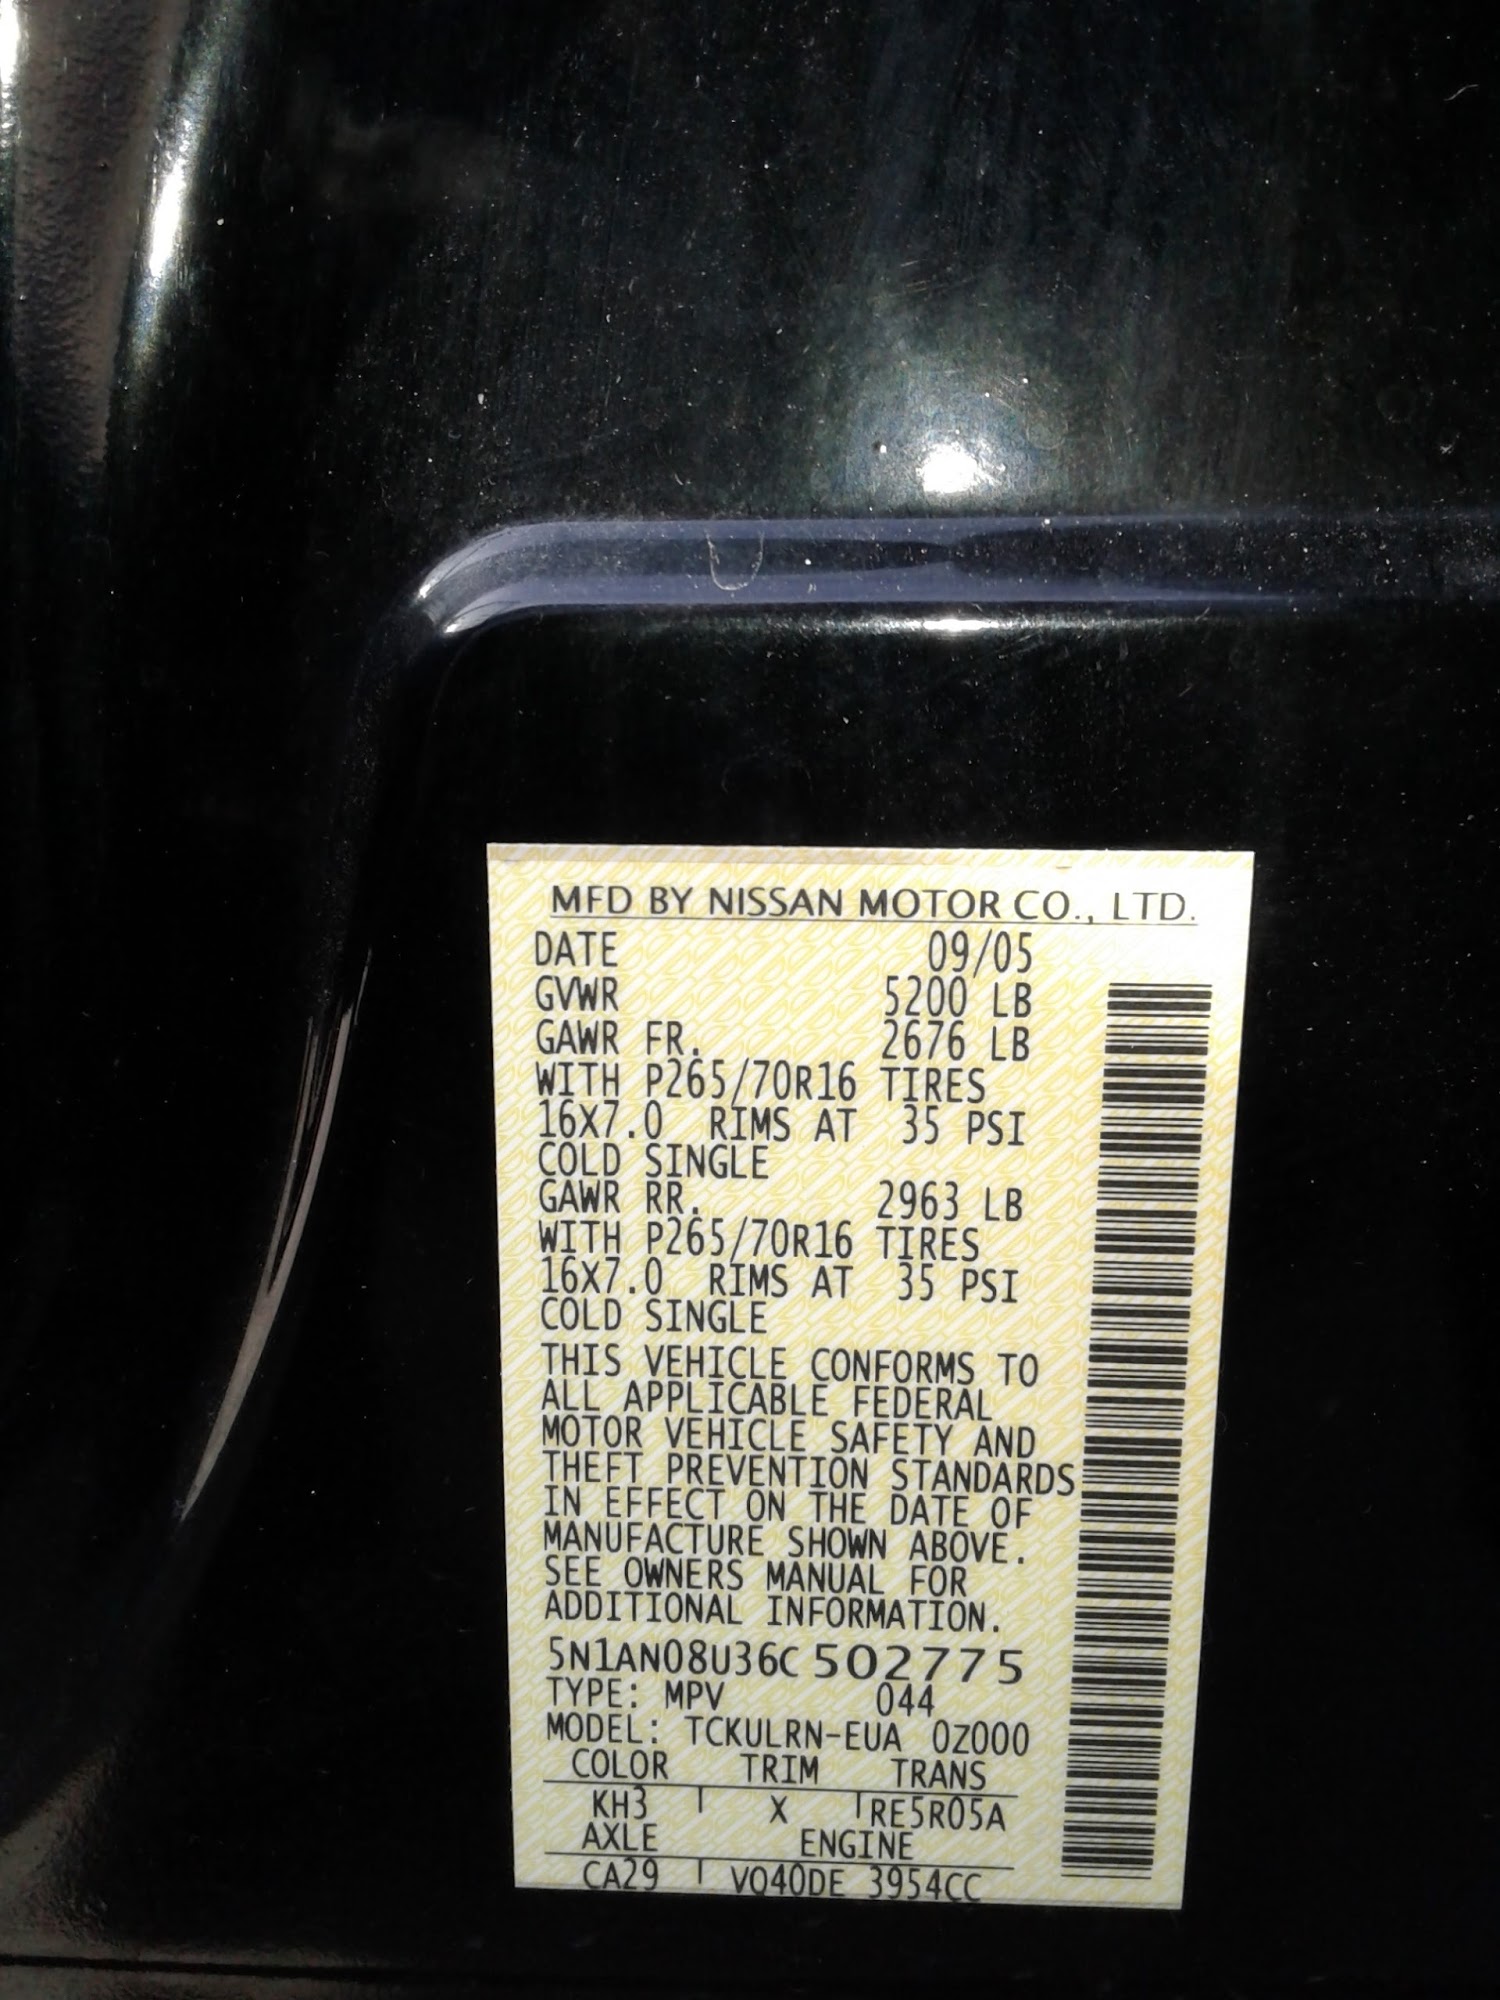 MFD BY NISSAN MOTOR CO., LTD.
DATE 09/05
GVWR 5200 LB
GAWR FR. 2676 LB
WITH P265/70R16 TIRES
16X7.0 RIMS AT 35 PSI
COLD SINGLE
GAWR RR. 2963 LB
WITH P265/70R16 TIRES
16X7.0 RIMS AT 35 PSI
COLD SINGLE
THIS VEHICLE CONFORMS TO
ALL APPLICABLE FEDERAL
MOTOR VEHICLE SAFETY AND
THEFT PREVENTION STANDARDS
IN EFFECT ON THE DATE OF
MANUFACTURE SHOWN ABOVE.
SEE OWNERS MANUAL FOR
ADDITIONAL INFORMATION.
5N1AN08U36C502775
TYPE: MPV 044
MODEL: TCKULRN-EUA 0Z000
COLOR TRIM TRANS
KH3 X RE5R05A
AXLE ENGINE
CA29 VQ40DE 3954CC